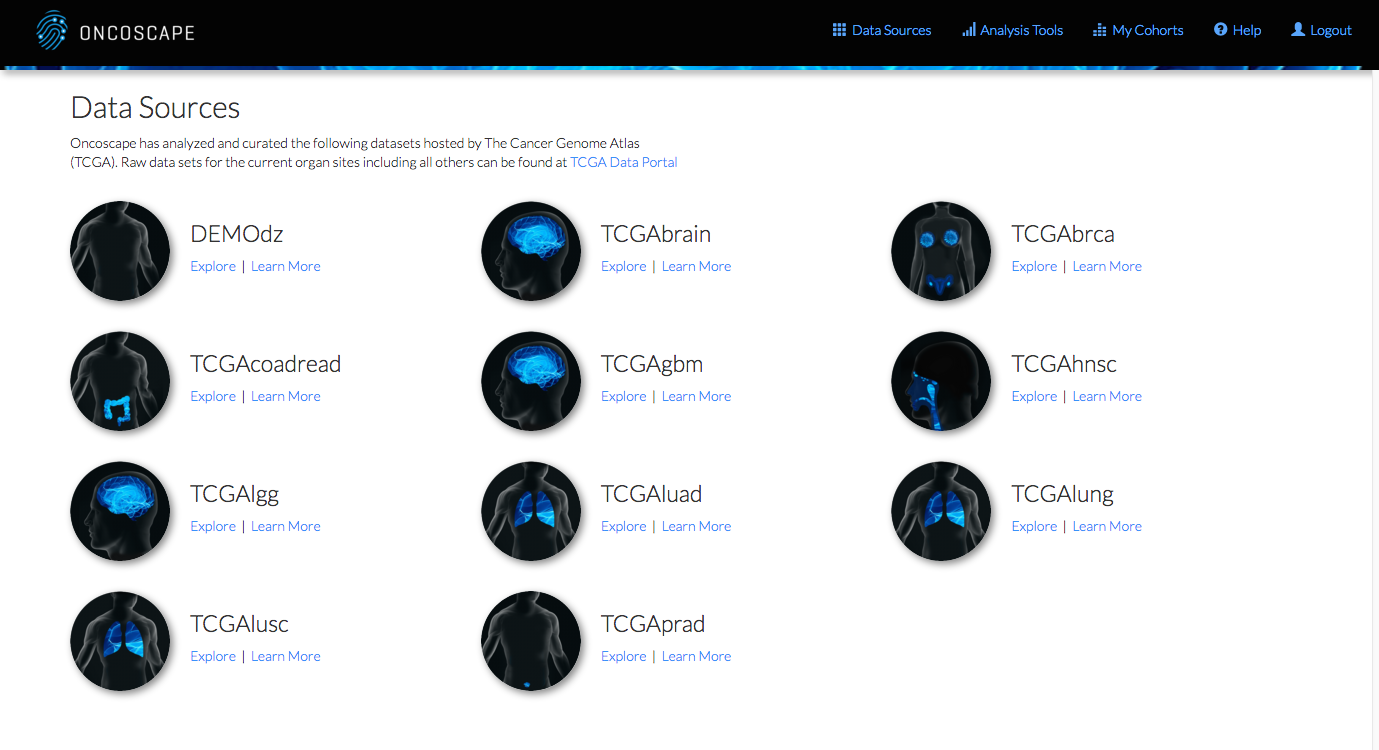 ONCOSCAPE
Data Sources
Analysis Tools
My Cohorts
Help
Logout
Data Sources
Oncoscape has analyzed and curated the following datasets hosted by The Cancer Genome Atlas
(TCGA). Raw data sets for the current organ sites including all others can be found at TCGA Data Portal
DEMOdz
Explore | Learn More
TCGAbrain
Explore | Learn More
TCGAbrca
Explore | Learn More
TCGAcoadread
Explore | Learn More
TCGAgbm
Explore | Learn More
TCGAhnsc
Explore | Learn More
TCGAlgg
Explore | Learn More
TCGAluad
Explore | Learn More
TCGAlung
Explore | Learn More
TCGAlusc
Explore | Learn More
TCGAprad
Explore | Learn More